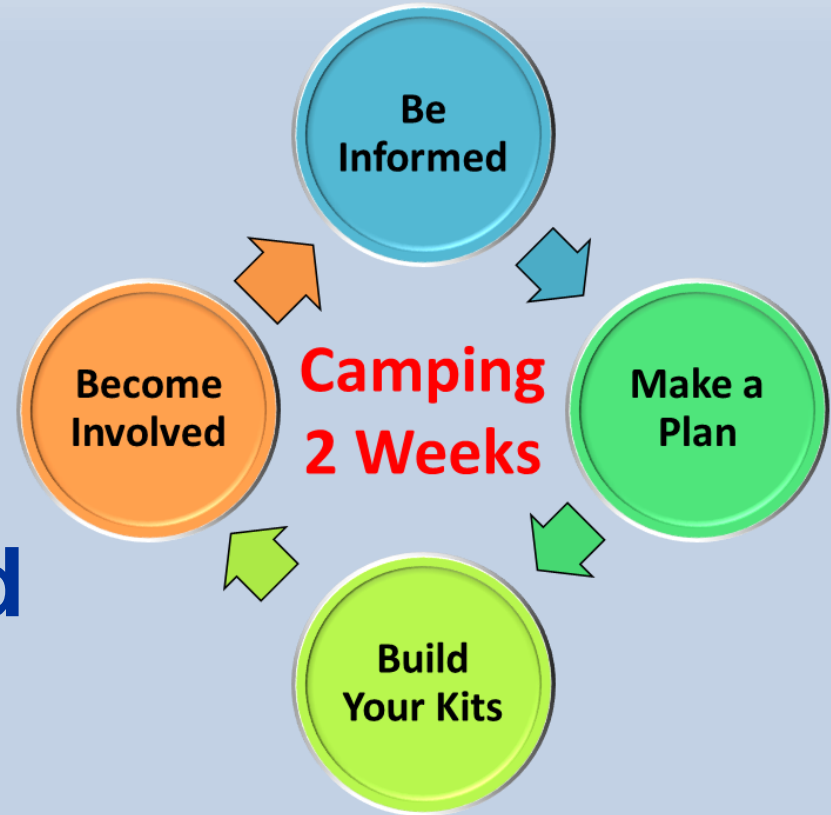 Be
Informed
Make a
Plan
Build
Your Kits
Become
Involved
Camping
2 Weeks
d